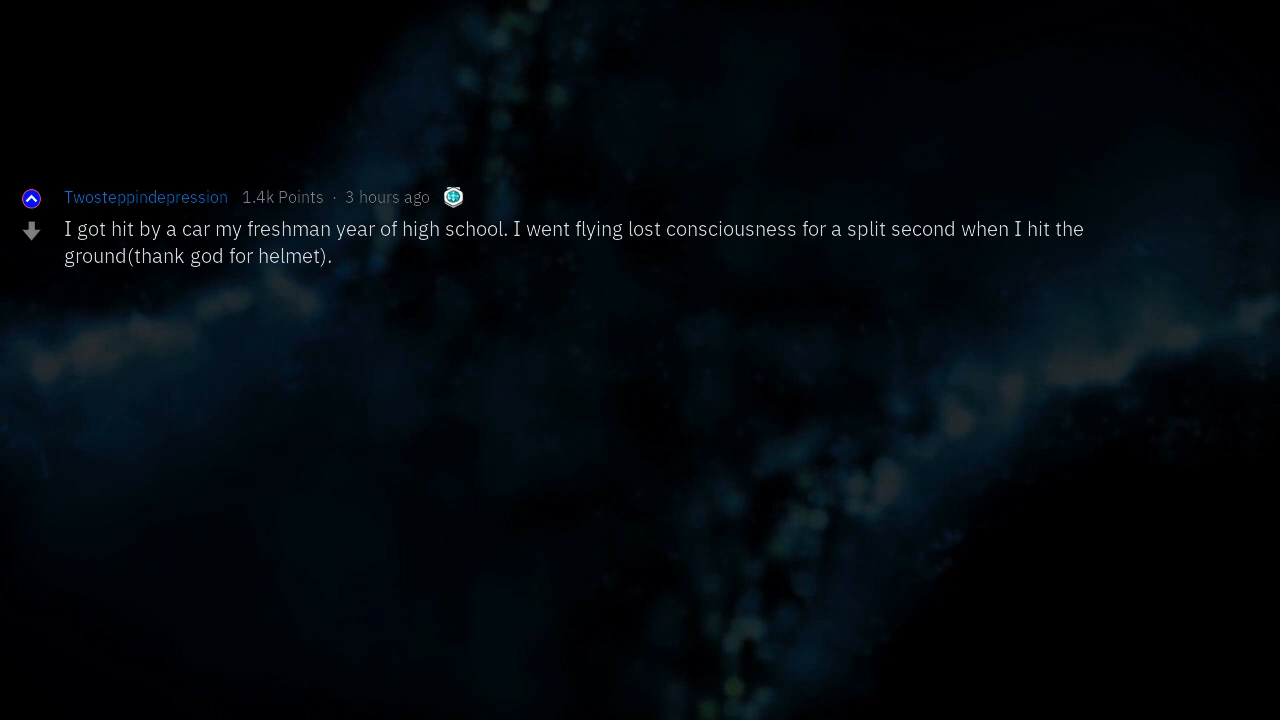 Twosteppindepression 1.4k Points · 3 hours ago
I got hit by a car my freshman year of high school. I went flying lost consciousness for a split second when I hit the
ground(thank god for helmet).